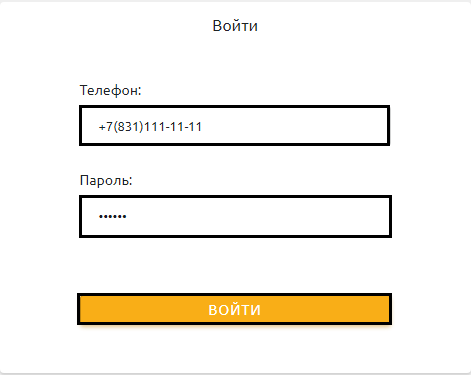 Войти
Телефон:
+7(831)111-11-11
Пароль:
••••••
ВОЙТИ